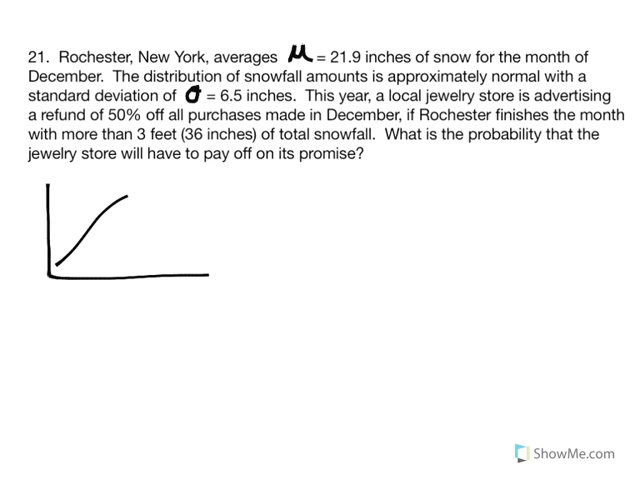 21. Rochester, New York, averages μ = 21.9 inches of snow for the month of
December. The distribution of snowfall amounts is approximately normal with a
standard deviation of σ = 6.5 inches. This year, a local jewelry store is advertising
a refund of 50% off all purchases made in December, if Rochester finishes the month
with more than 3 feet (36 inches) of total snowfall. What is the probability that the
jewelry store will have to pay off on its promise?
ShowMe.com